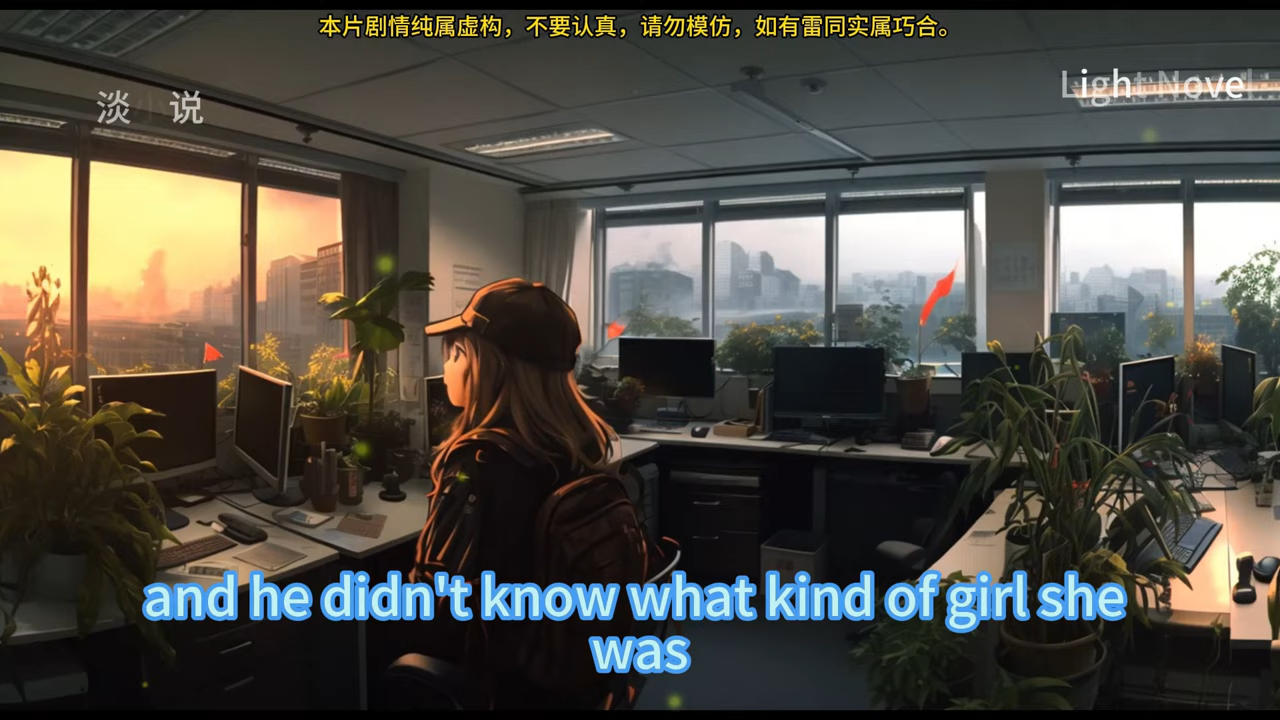 本片剧情纯属虚构，不要认真，请勿模仿，如有雷同实属巧合。
淡 说
Light Novel
and he didn't know what kind of girl she
was